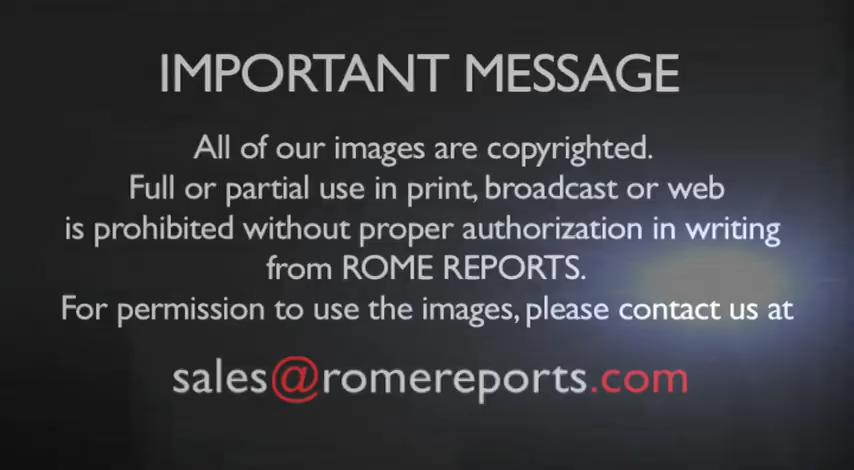 IMPORTANT MESSAGE
All of our images are copyrighted.
Full or partial use in print, broadcast or web
is prohibited without proper authorization in writing
from ROME REPORTS.
For permission to use the images, please contact us at
sales@romereports.com